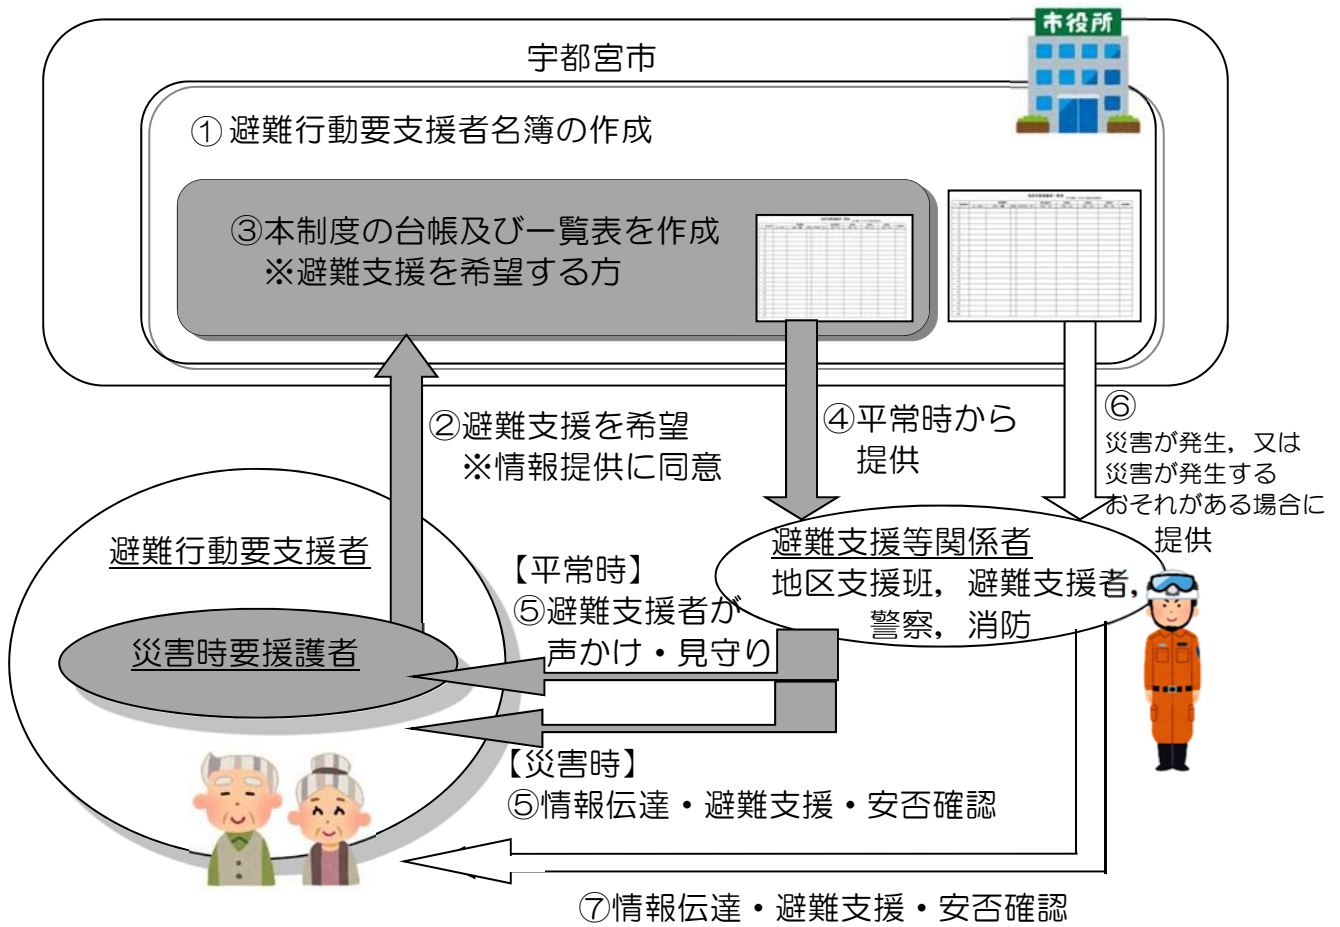 市役所
宇都宮市
①避難行動要支援者名簿の作成
③本制度の台帳及び一覧表を作成
※避難支援を希望する方
②避難支援を希望
※情報提供に同意
④平常時から
提供
⑥
災害が発生，又は
災害が発生する
おそれがある場合に
提供
避難行動要支援者
災害時要援護者
避難支援等関係者
地区支援班，避難支援者，
警察，消防
【平常時】
⑤避難支援者が
声かけ・見守り
【災害時】
⑤情報伝達・避難支援・安否確認
⑦情報伝達・避難支援・安否確認